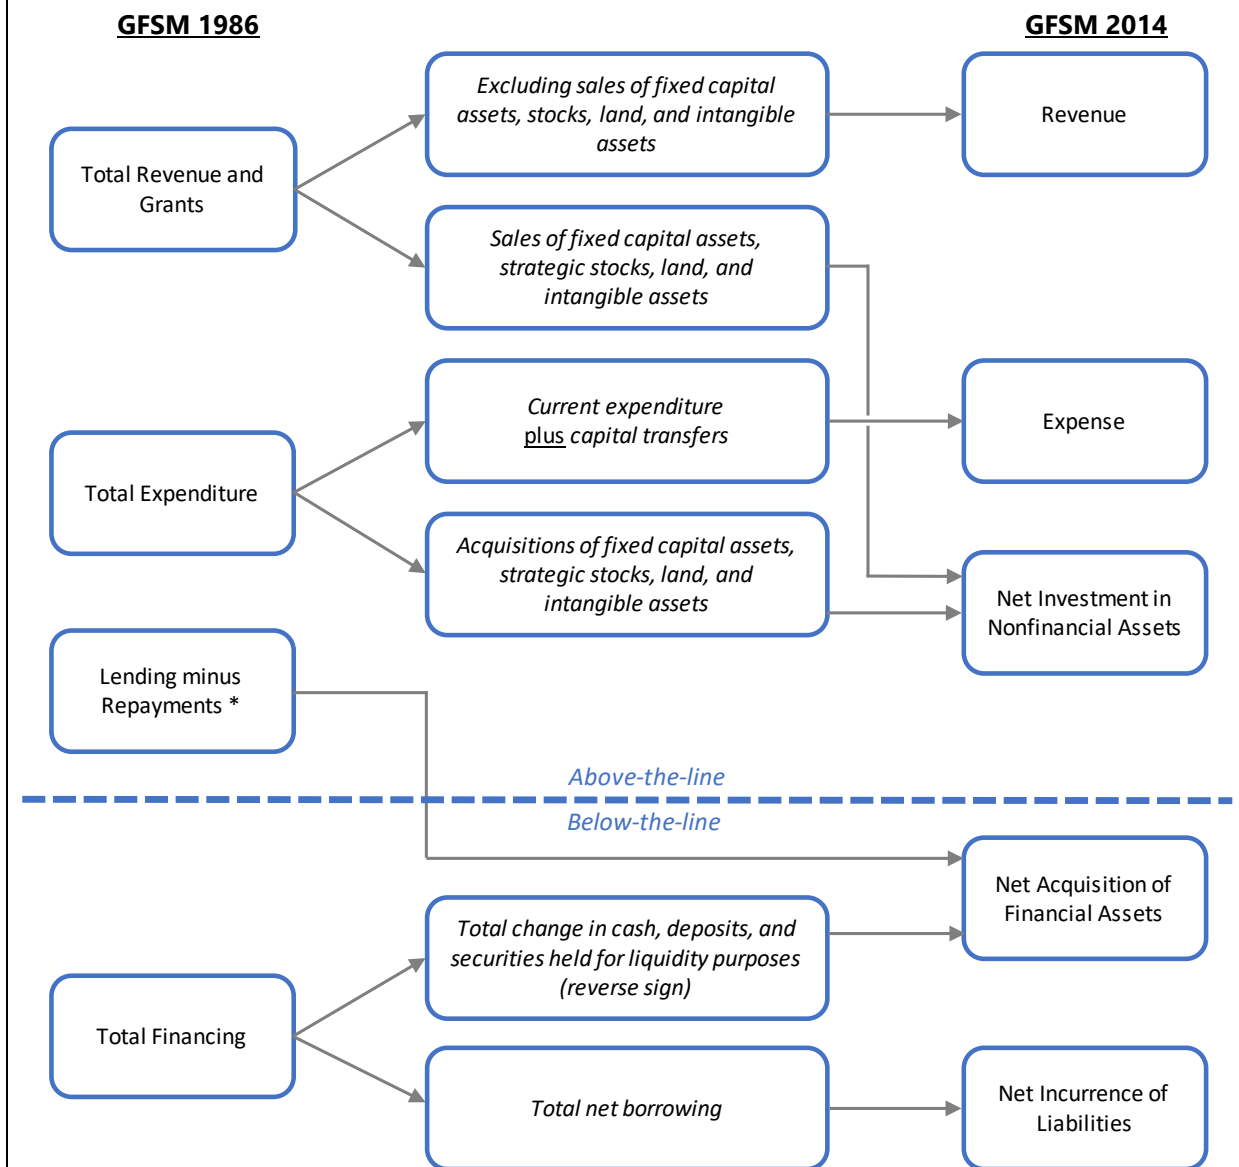 GFSM 1986
GFSM 2014
Excluding sales of fixed capital
assets, stocks, land, and intangible
assets
Revenue
Total Revenue and
Grants
Sales of fixed capital assets,
strategic stocks, land, and
intangible assets
Current expenditure
plus capital transfers
Expense
Total Expenditure
Acquisitions of fixed capital assets,
strategic stocks, land, and
intangible assets
Net Investment in
Nonfinancial Assets
Lending minus
Repayments *
Above-the-line
Below-the-line
Net Acquisition of
Financial Assets
Total change in cash, deposits, and
securities held for liquidity purposes
(reverse sign)
Total Financing
Total net borrowing
Net Incurrence of
Liabilities